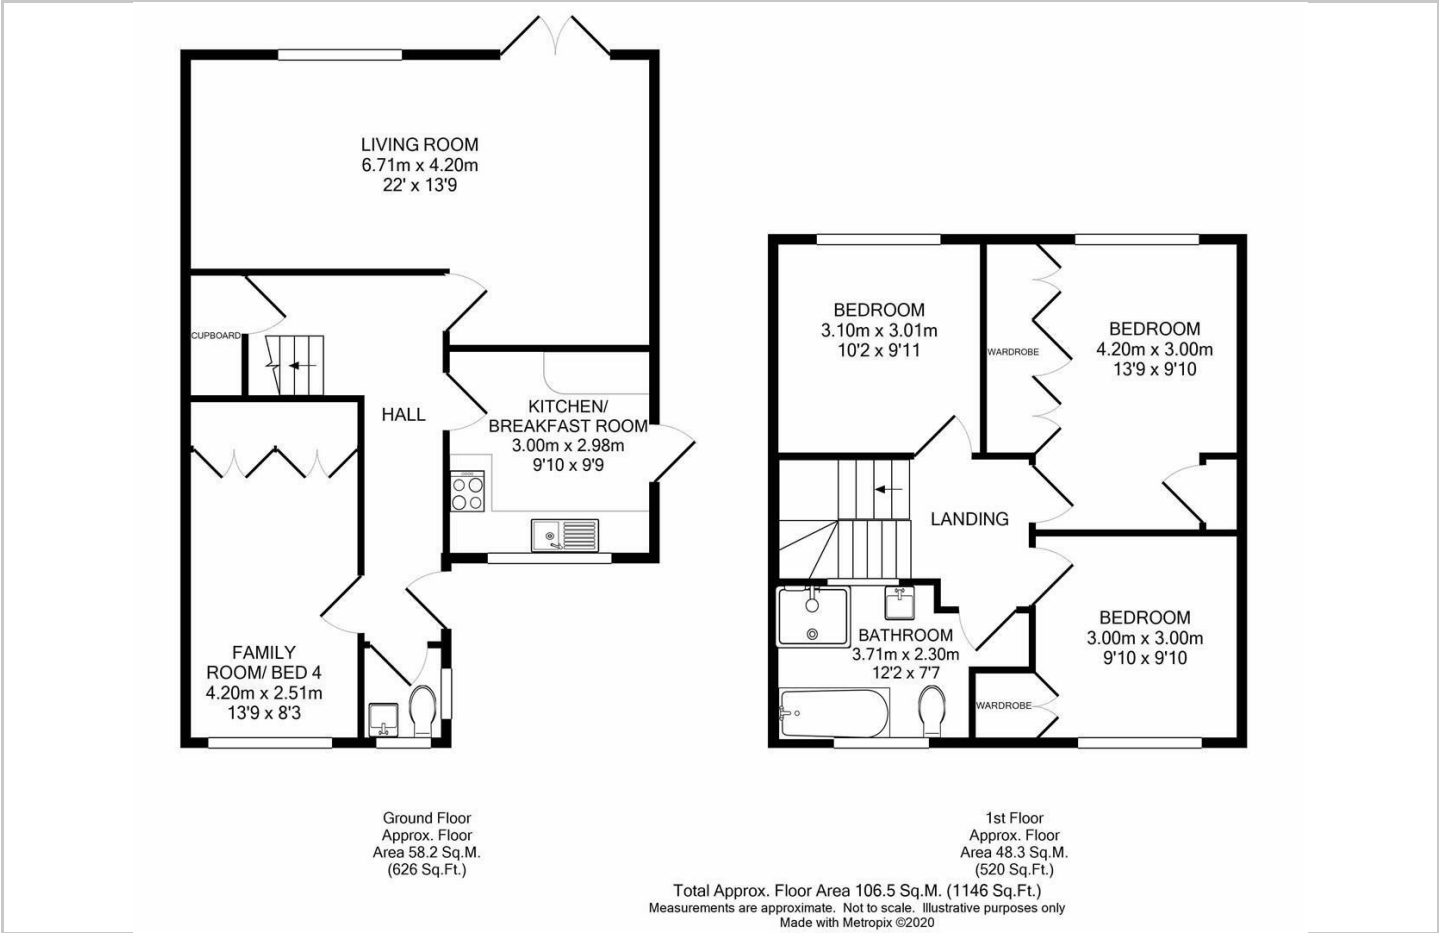 LIVING ROOM
6.71m x 4.20m
22' x 13'9
CUPBOARD
HALL
KITCHEN/
BREAKFAST ROOM
3.00m x 2.98m
9'10 x 9'9
FAMILY
ROOM/ BED 4
4.20m x 2.51m
13'9 x 8'3
BEDROOM
3.10m x 3.01m
10'2 x 9'11
WARDROBE
BEDROOM
4.20m x 3.00m
13'9 x 9'10
LANDING
BATHROOM
3.71m x 2.30m
12'2 x 7'7
BEDROOM
3.00m x 3.00m
9'10 x 9'10
WARDROBE
Ground Floor
Approx. Floor
Area 58.2 Sq.M.
(626 Sq.Ft.)
1st Floor
Approx. Floor
Area 48.3 Sq.M.
(520 Sq.Ft.)
Total Approx. Floor Area 106.5 Sq.M. (1146 Sq.Ft.)
Measurements are approximate. Not to scale. Illustrative purposes only
Made with Metropix ©2020